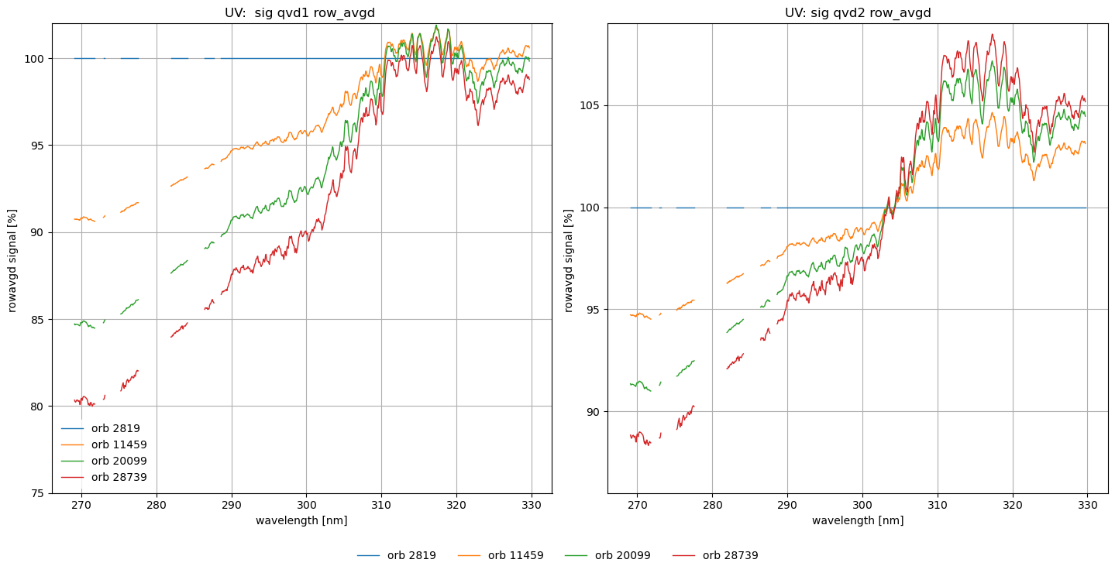 UV:  sig qvd1 row_avgd
rowavgd signal [%]
100
95
90
85
80
75
270
280
290
300
310
320
330
wavelength [nm]
orb 2819
orb 11459
orb 20099
orb 28739
UV: sig qvd2 row_avgd
rowavgd signal [%]
105
100
95
90
270
280
290
300
310
320
330
wavelength [nm]
orb 2819 orb 11459 orb 20099 orb 28739